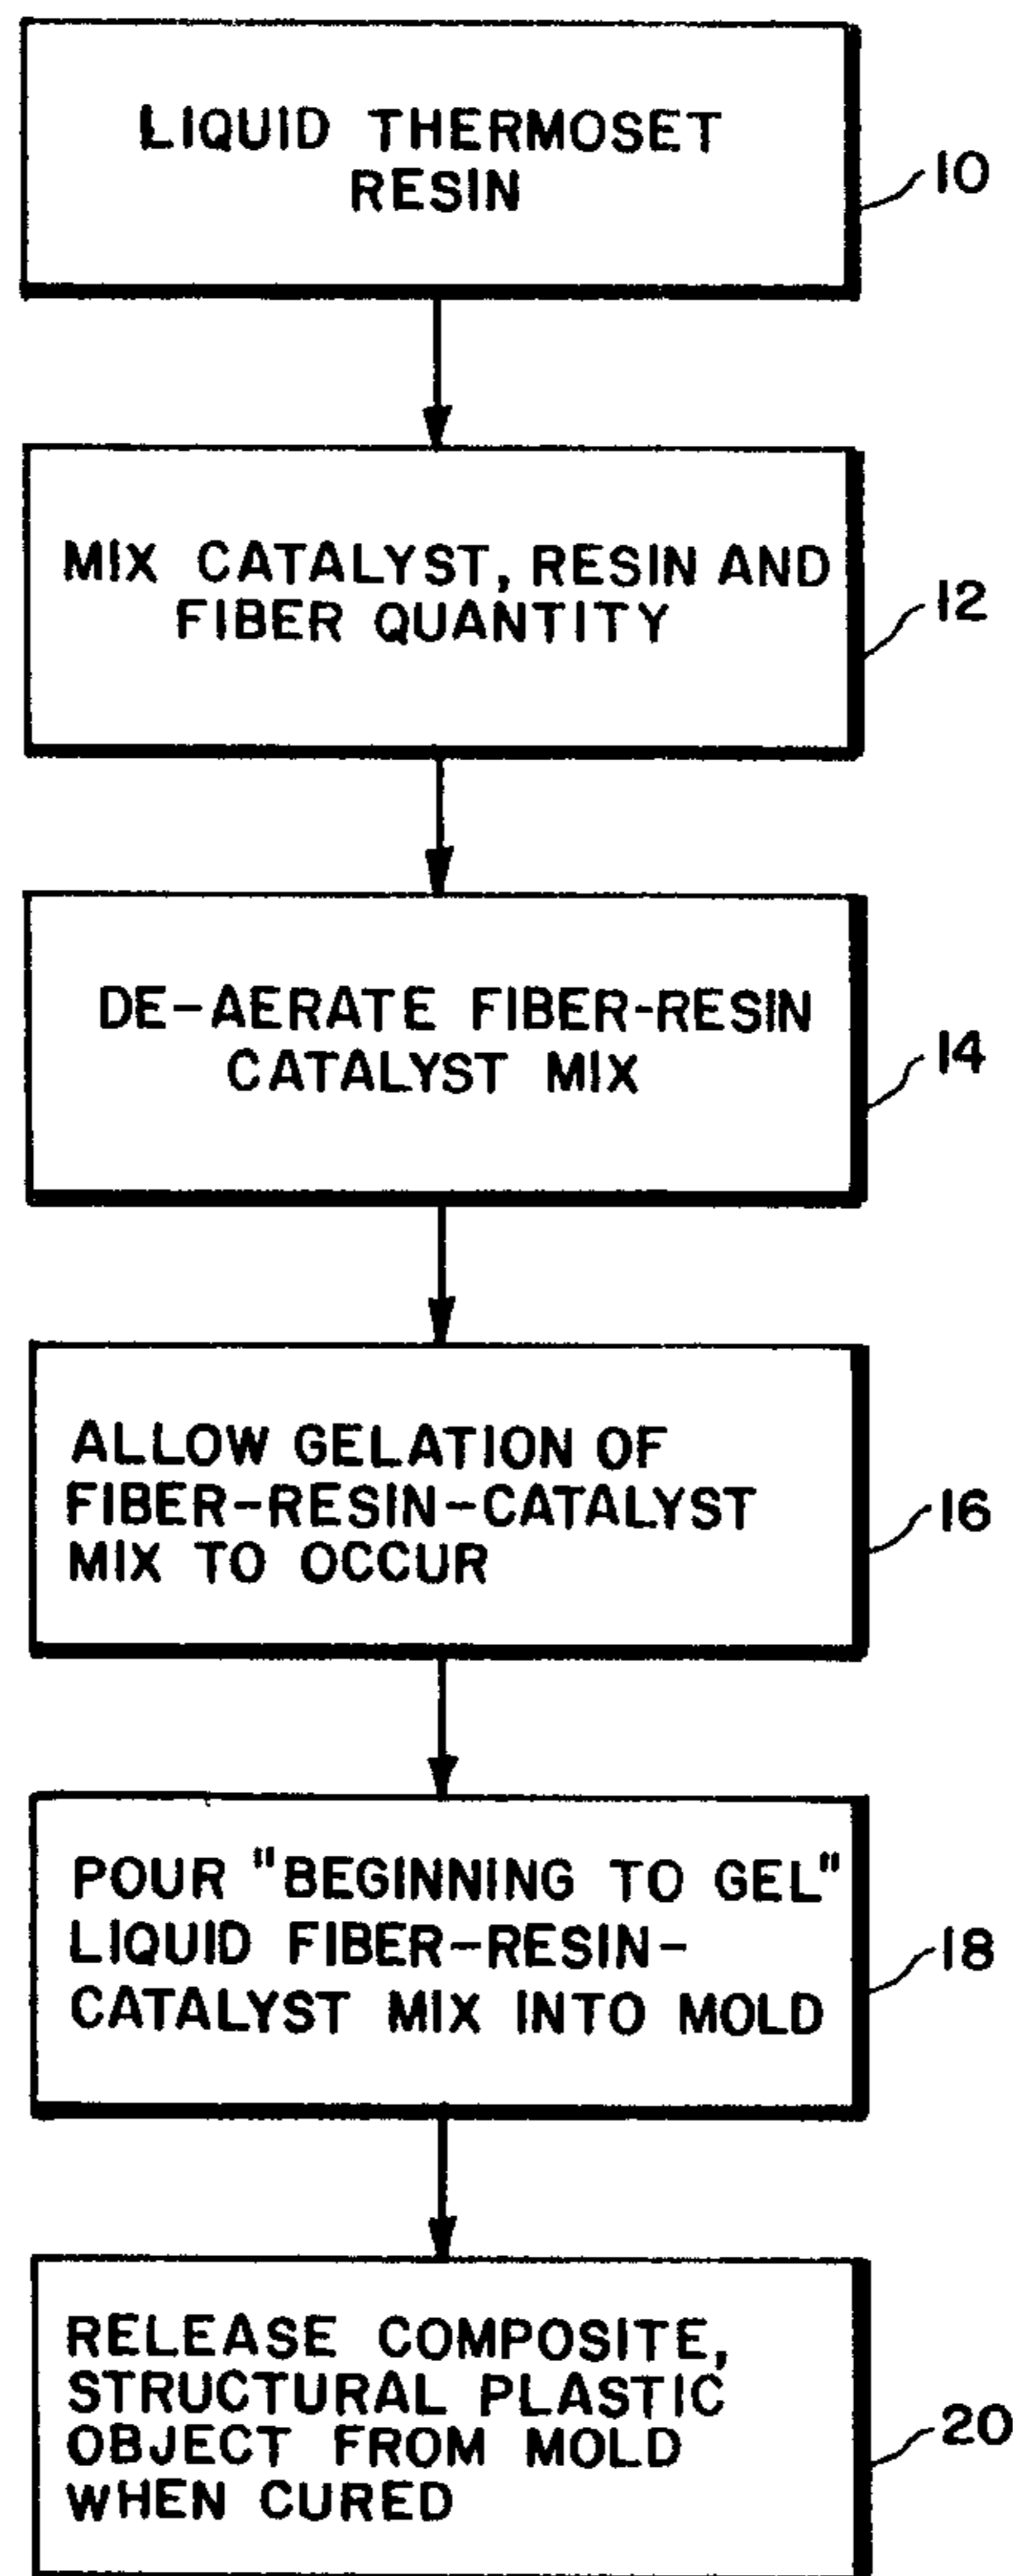 LIQUID THERMOSET
RESIN
10
MIX CATALYST, RESIN AND
FIBER QUANTITY
12
DE-AERATE FIBER-RESIN
CATALYST MIX
14
ALLOW GELATION OF
FIBER-RESIN-CATALYST
MIX TO OCCUR
16
POUR "BEGINNING TO GEL"
LIQUID FIBER-RESIN-
CATALYST MIX INTO MOLD
18
RELEASE COMPOSITE,
STRUCTURAL PLASTIC
OBJECT FROM MOLD
WHEN CURED
20